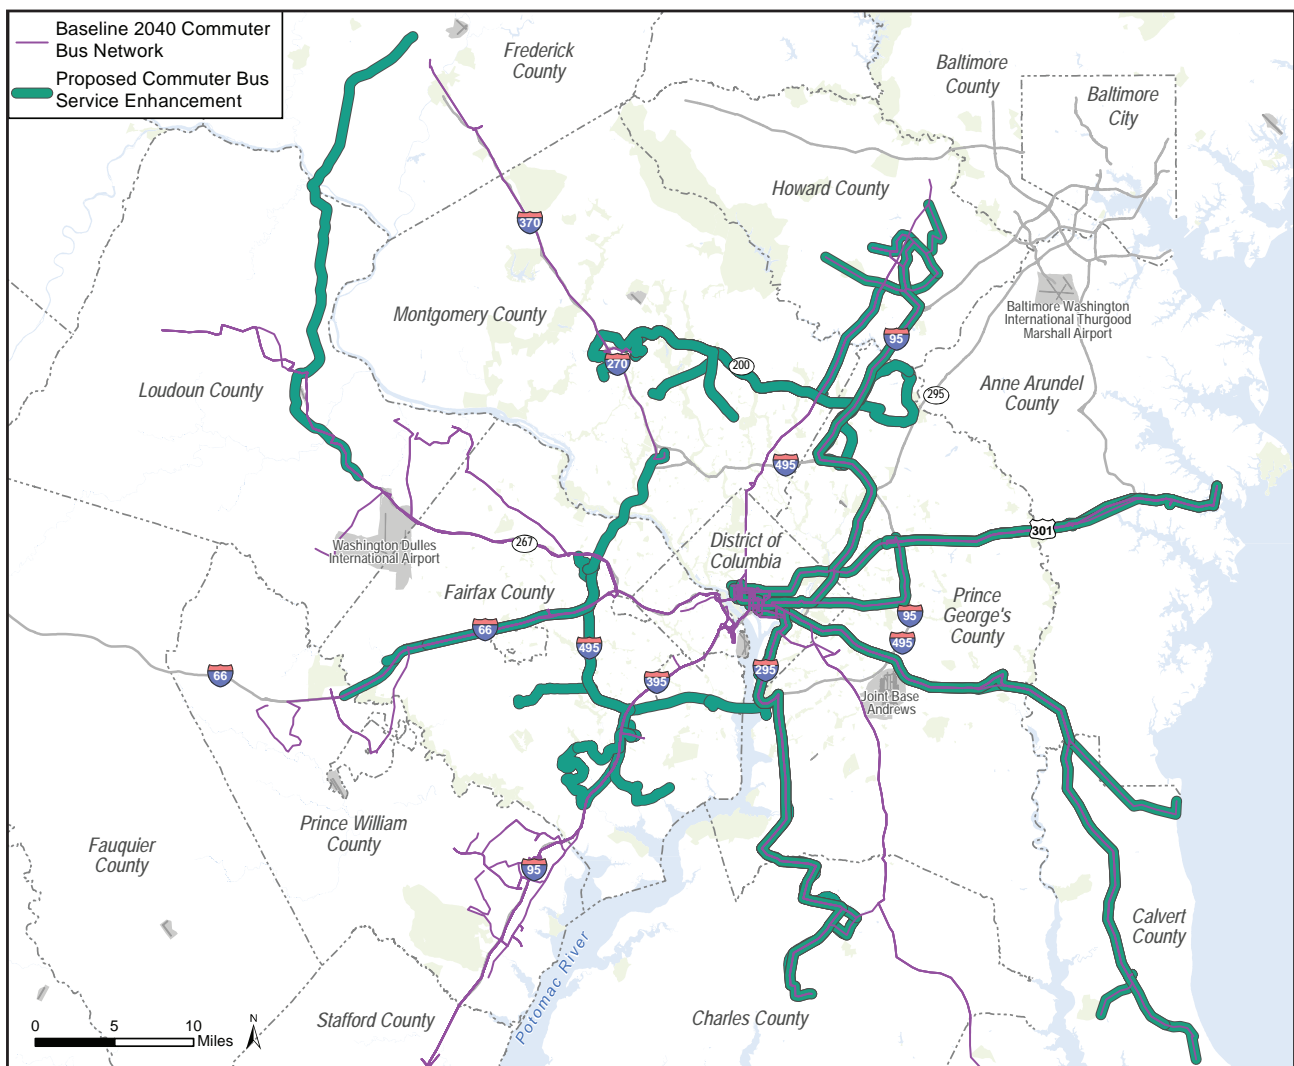 Baseline 2040 Commuter
Bus Network
Proposed Commuter Bus
Service Enhancement
Frederick
County
Baltimore
County
Baltimore
City
Howard County
370
Montgomery County
Baltimore Washington
International Thurgood
Marshall Airport
95
270
200
Loudoun County
295
Anne Arundel
County
495
301
District of
Columbia
267
Washington Dulles
International Airport
Fairfax County
Prince
George's
County
95
66
495
495
66
395
295
Joint Base
Andrews
Prince William
County
Fauquier
County
95
Calvert
County
Potomac River
Stafford County
Charles County
0 5 10
Miles
N